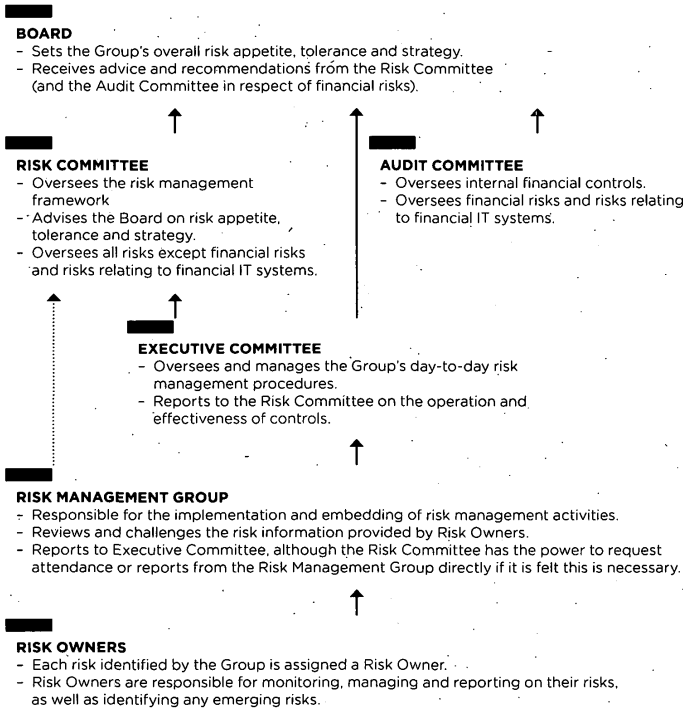 BOARD
- Sets the Group's overall risk appetite, tolerance and strategy.
- Receives advice and recommendations from the Risk Committee
(and the Audit Committee in respect of financial risks).
RISK COMMITTEE
- Oversees the risk management
framework
- Advises the Board on risk appetite,
tolerance and strategy.
- Oversees all risks except financial risks
and risks relating to financial IT systems.
AUDIT COMMITTEE
- Oversees internal financial controls.
- Oversees financial risks and risks relating
to financial IT systems.
EXECUTIVE COMMITTEE
- Oversees and manages the Group's day-to-day risk
management procedures.
- Reports to the Risk Committee on the operation and
effectiveness of controls.
RISK MANAGEMENT GROUP
- Responsible for the implementation and embedding of risk management activities.
- Reviews and challenges the risk information provided by Risk Owners.
- Reports to Executive Committee, although the Risk Committee has the power to request
attendance or reports from the Risk Management Group directly if it is felt this is necessary.
RISK OWNERS
- Each risk identified by the Group is assigned a Risk Owner.
- Risk Owners are responsible for monitoring, managing and reporting on their risks,
as well as identifying any emerging risks.